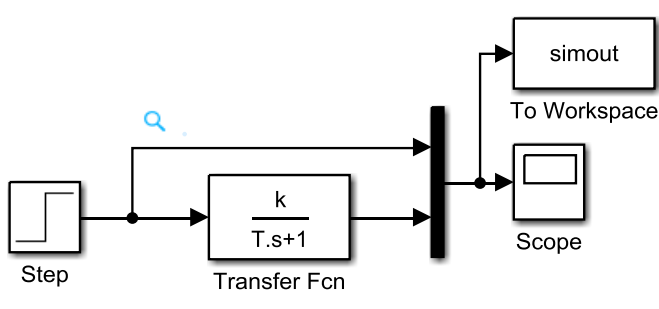 simout
To Workspace
k
T.s+1
Step
Transfer Fcn
Scope